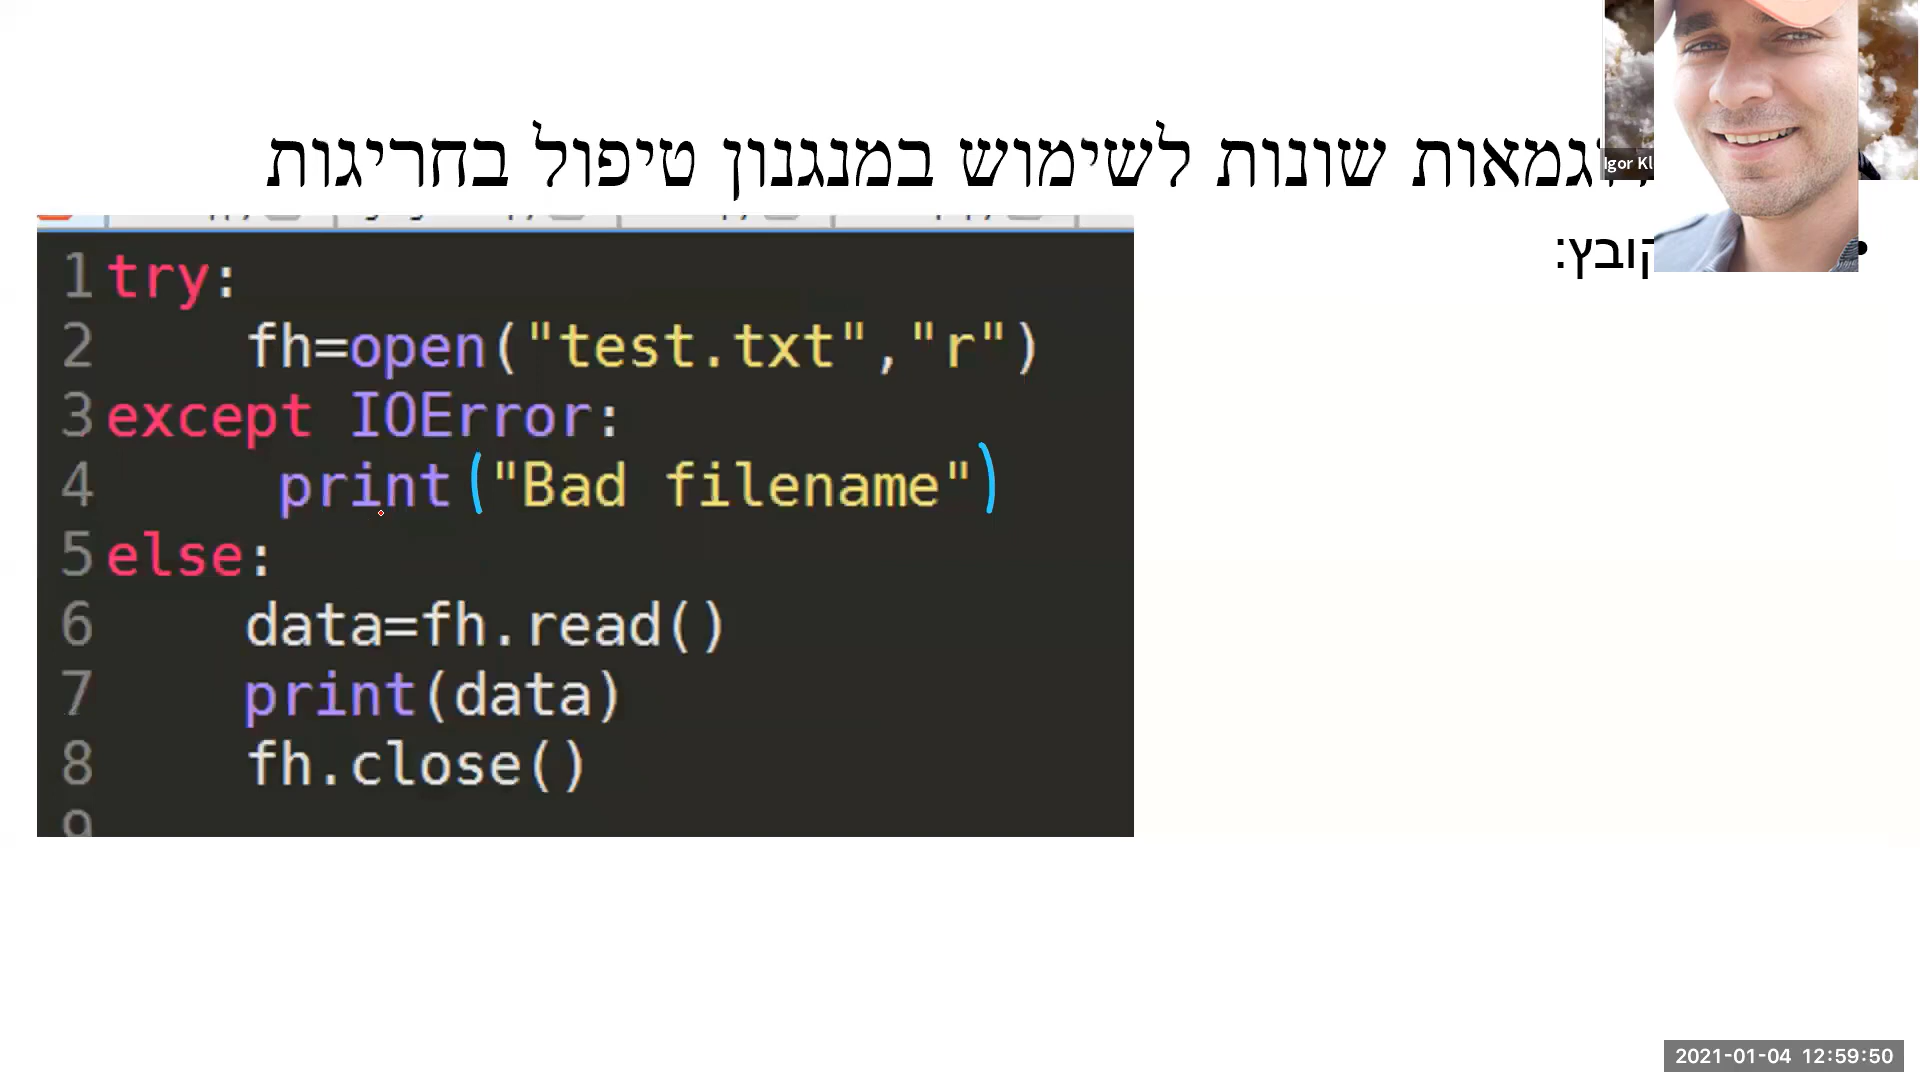 שונות לשימוש במנגנון טיפול בחריגות
Igor Kl
קובץ:
1 try:
2     fh=open("test.txt","r")
3 except IOError:
4      print("Bad filename")
5 else:
6     data=fh.read()
7     print(data)
8     fh.close()
9
2021-01-04 12:59:50